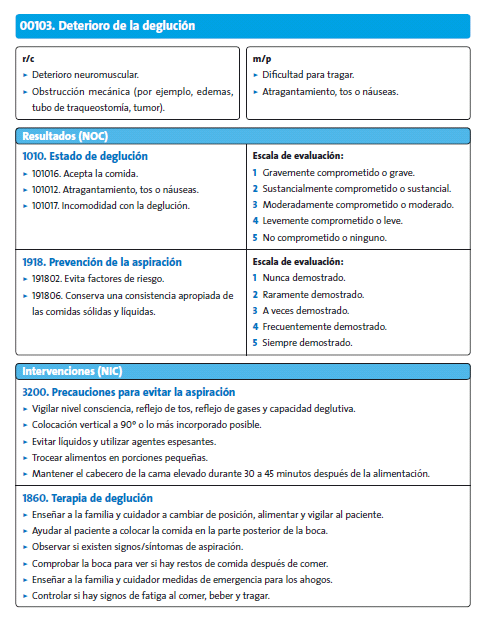 00103. Deterioro de la deglución
r/c
► Deterioro neuromuscular.
► Obstrucción mecánica (por ejemplo, edemas,
tubo de traqueostomía, tumor).
m/p
► Dificultad para tragar.
► Atragantamiento, tos o náuseas.
Resultados (NOC)
1010. Estado de deglución
► 101016. Acepta la comida.
► 101012. Atragantamiento, tos o náuseas.
► 101017. Incomodidad con la deglución.
Escala de evaluación:
1 Gravemente comprometido o grave.
2 Sustancialmente comprometido o sustancial.
3 Moderadamente comprometido o moderado.
4 Levemente comprometido o leve.
5 No comprometido o ninguno.
1918. Prevención de la aspiración
► 191802. Evita factores de riesgo.
► 191806. Conserva una consistencia apropiada de
las comidas sólidas y líquidas.
Escala de evaluación:
1 Nunca demostrado.
2 Raramente demostrado.
3 A veces demostrado.
4 Frecuentemente demostrado.
5 Siempre demostrado.
Intervenciones (NIC)
3200. Precauciones para evitar la aspiración
► Vigilar nivel consciencia, reflejo de tos, reflejo de gases y capacidad deglutiva.
► Colocación vertical a 90º o lo más incorporado posible.
► Evitar líquidos y utilizar agentes espesantes.
► Trocear alimentos en porciones pequeñas.
► Mantener el cabecero de la cama elevado durante 30 a 45 minutos después de la alimentación.
1860. Terapia de deglución
► Enseñar a la familia y cuidador a cambiar de posición, alimentar y vigilar al paciente.
► Ayudar al paciente a colocar la comida en la parte posterior de la boca.
► Observar si existen signos/síntomas de aspiración.
► Comprobar la boca para ver si hay restos de comida después de comer.
► Enseñar a la familia y cuidador medidas de emergencia para los ahogos.
► Controlar si hay signos de fatiga al comer, beber y tragar.